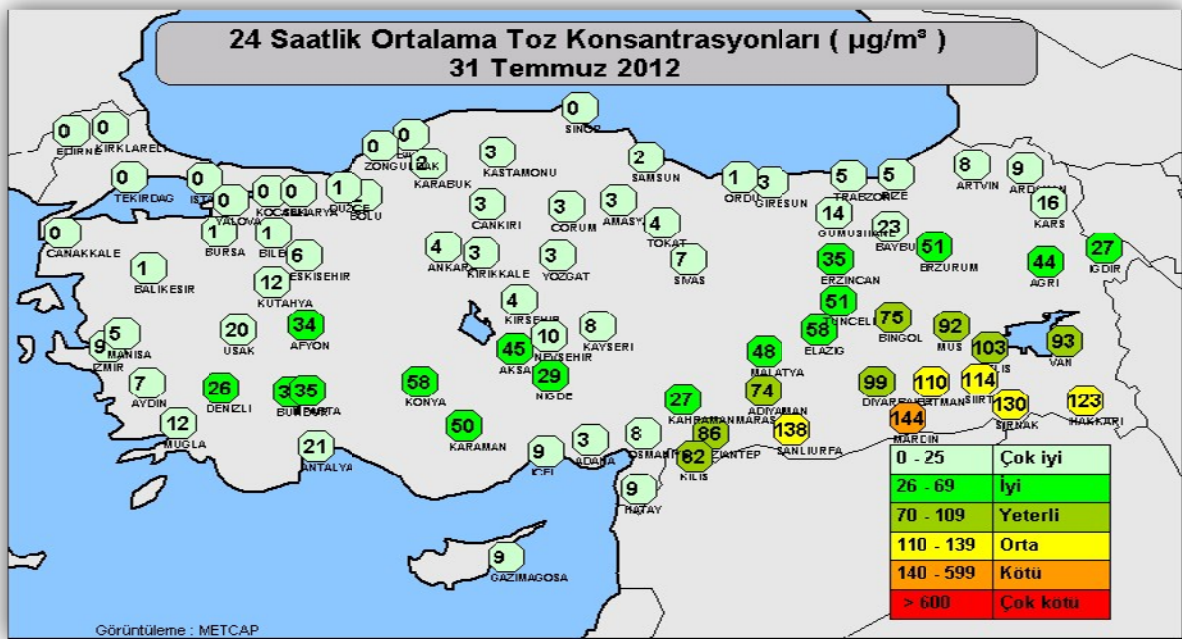 24 Saatlik Ortalama Toz Konsantrasyonları ( µg/m³ )
31 Temmuz 2012
0
SINOP
0
EDIRNE
0
KIRKLARELI
0
0
ZONGULDAK
2
KARABUK
3
KASTAMONU
2
SAMSUN
0
TEKIRDAG
0
0
YALOVA
0
0
1
DUZCE
BOLU
3
CANKIRI
3
CORUM
3
AMASYA
4
TOKAT
1
ORDU
3
GIRESUN
5
TRABZON
5
RIZE
8
ARTVIN
9
ARDAHAN
16
KARS
14
GUMUSHANE
23
0
CANAKKALE
1
BURSA
1
6
ESKISEHIR
4
ANKARA
3
KIRIKKALE
3
YOZGAT
7
SIVAS
35
ERZINCAN
51
ERZURUM
44
AGRI
27
IGDIR
1
BALIKESIR
12
KUTAHYA
4
KIRSEHIR
51
TUNCELI
5
MANISA
9
IZMIR
20
USAK
34
AFYON
45
10
NEVSEHIR
8
KAYSERI
48
MALATYA
58
ELAZIG
75
BINGOL
92
MUS
103
93
VAN
7
AYDIN
26
DENIZLI
35
58
KONYA
29
NIGDE
27
KAHRAMANMARAS
74
ADIYAMAN
99
DIYARBAKIR
110
BATMAN
114
SIIRT
130
SIRNAK
123
HAKKARI
12
MUGLA
21
ANTALYA
50
KARAMAN
9
ICEL
3
ADANA
8
OSMANIYE
86
GAZIANTEP
82
KILIS
138
SANLIURFA
144
MARDIN
9
HATAY
9
GAZIMAGOSA
0 - 25 Çok iyi
26 - 69 İyi
70 - 109 Yeterli
110 - 139 Orta
140 - 599 Kötü
> 600 Çok kötü
Görüntüleme : METCAP